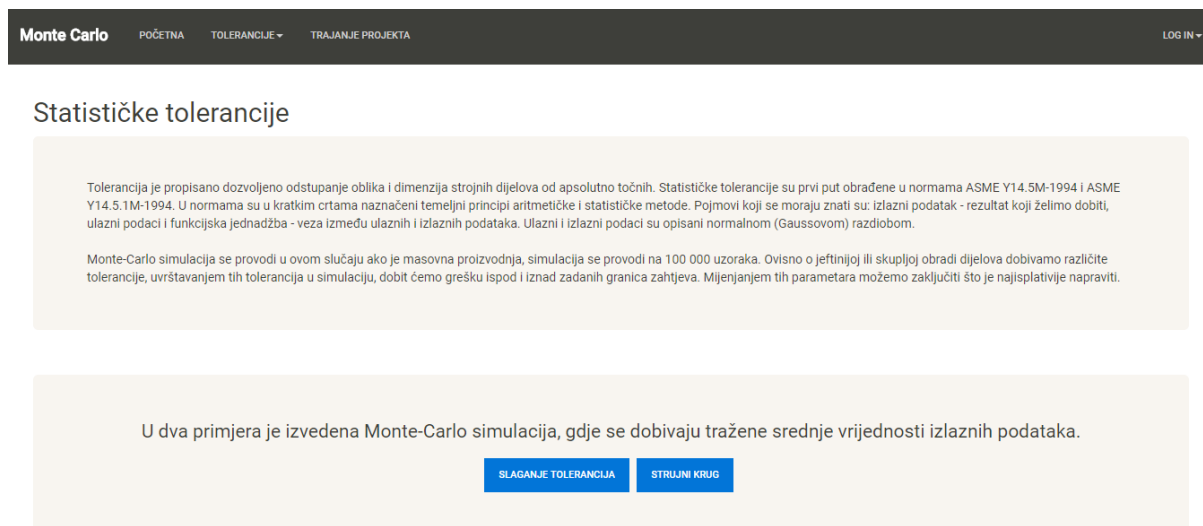 Monte Carlo POČETNA TOLERANCIJE TRAJANJE PROJEKTA LOG IN
Statističke tolerancije
Tolerancija je propisano dozvoljeno odstupanje oblika i dimenzija strojnih dijelova od apsolutno točnih. Statističke tolerancije su prvi put obrađene u normama ASME Y14.5M-1994 i ASME
Y14.5.1M-1994. U normama su u kratkim crtama naznačeni temeljni principi aritmetičke i statističke metode. Pojmovi koji se moraju znati su: izlazni podatak - rezultat koji želimo dobiti,
ulazni podaci i funkcijska jednadžba - veza između ulaznih i izlaznih podataka. Ulazni i izlazni podaci su opisani normalnom (Gaussovom) razdiobom.
Monte-Carlo simulacija se provodi u ovom slučaju ako je masovna proizvodnja, simulacija se provodi na 100 000 uzoraka. Ovisno o jeftinijoj ili skupljoj obradi dijelova dobivamo različite
tolerancije, uvrštavanjem tih tolerancija u simulaciju, dobit ćemo grešku ispod i iznad zadanih granica zahtjeva. Mijenjanjem tih parametara možemo zaključiti što je najisplativije napraviti.
U dva primjera je izvedena Monte-Carlo simulacija, gdje se dobivaju tražene srednje vrijednosti izlaznih podataka.
SLAGANJE TOLERANCIJA STRUJNI KRUG